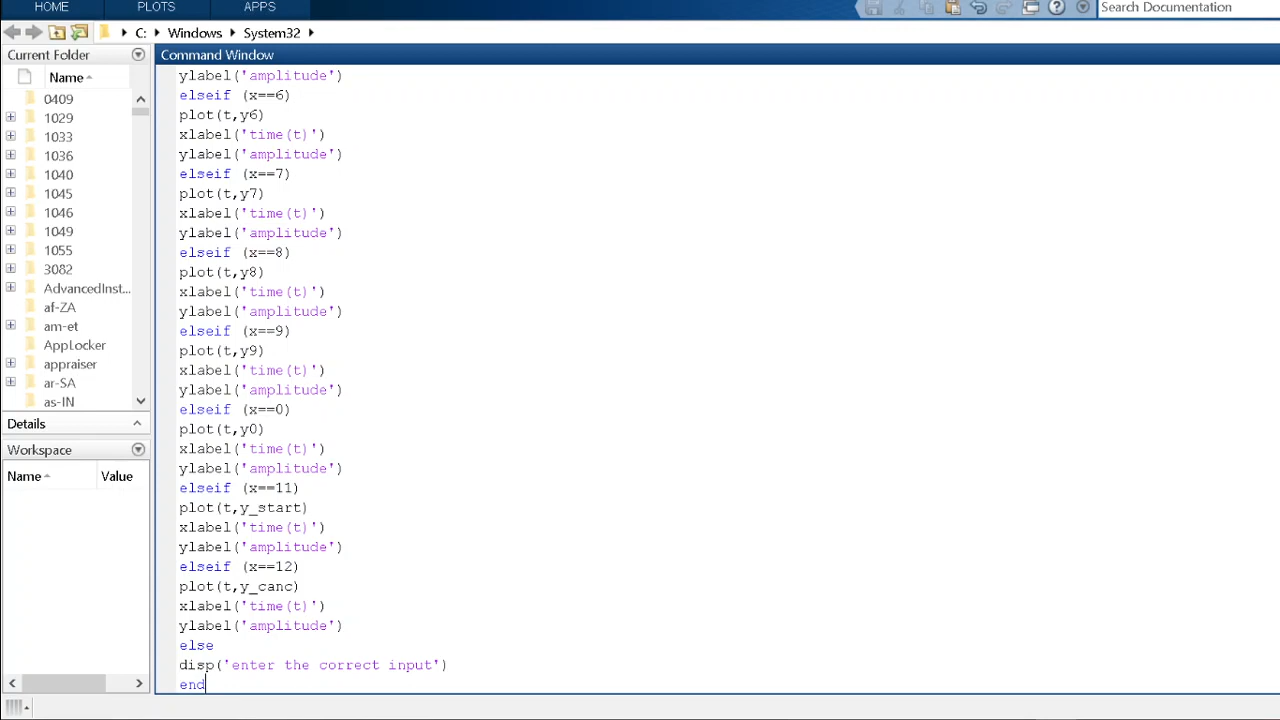 HOME PLOTS APPS Search Documentation
C: Windows System32
Current Folder
Name
0409
1029
1033
1036
1040
1045
1046
1049
1055
3082
AdvancedInst...
af-ZA
am-et
AppLocker
appraiser
ar-SA
as-IN
Details
Workspace
Name Value
Command Window
ylabel('amplitude')
elseif (x==6)
plot(t,y6)
xlabel('time(t)')
ylabel('amplitude')
elseif (x==7)
plot(t,y7)
xlabel('time(t)')
ylabel('amplitude')
elseif (x==8)
plot(t,y8)
xlabel('time(t)')
ylabel('amplitude')
elseif (x==9)
plot(t,y9)
xlabel('time(t)')
ylabel('amplitude')
elseif (x==0)
plot(t,y0)
xlabel('time(t)')
ylabel('amplitude')
elseif (x==11)
plot(t,y_start)
xlabel('time(t)')
ylabel('amplitude')
elseif (x==12)
plot(t,y_canc)
xlabel('time(t)')
ylabel('amplitude')
else
disp('enter the correct input')
end